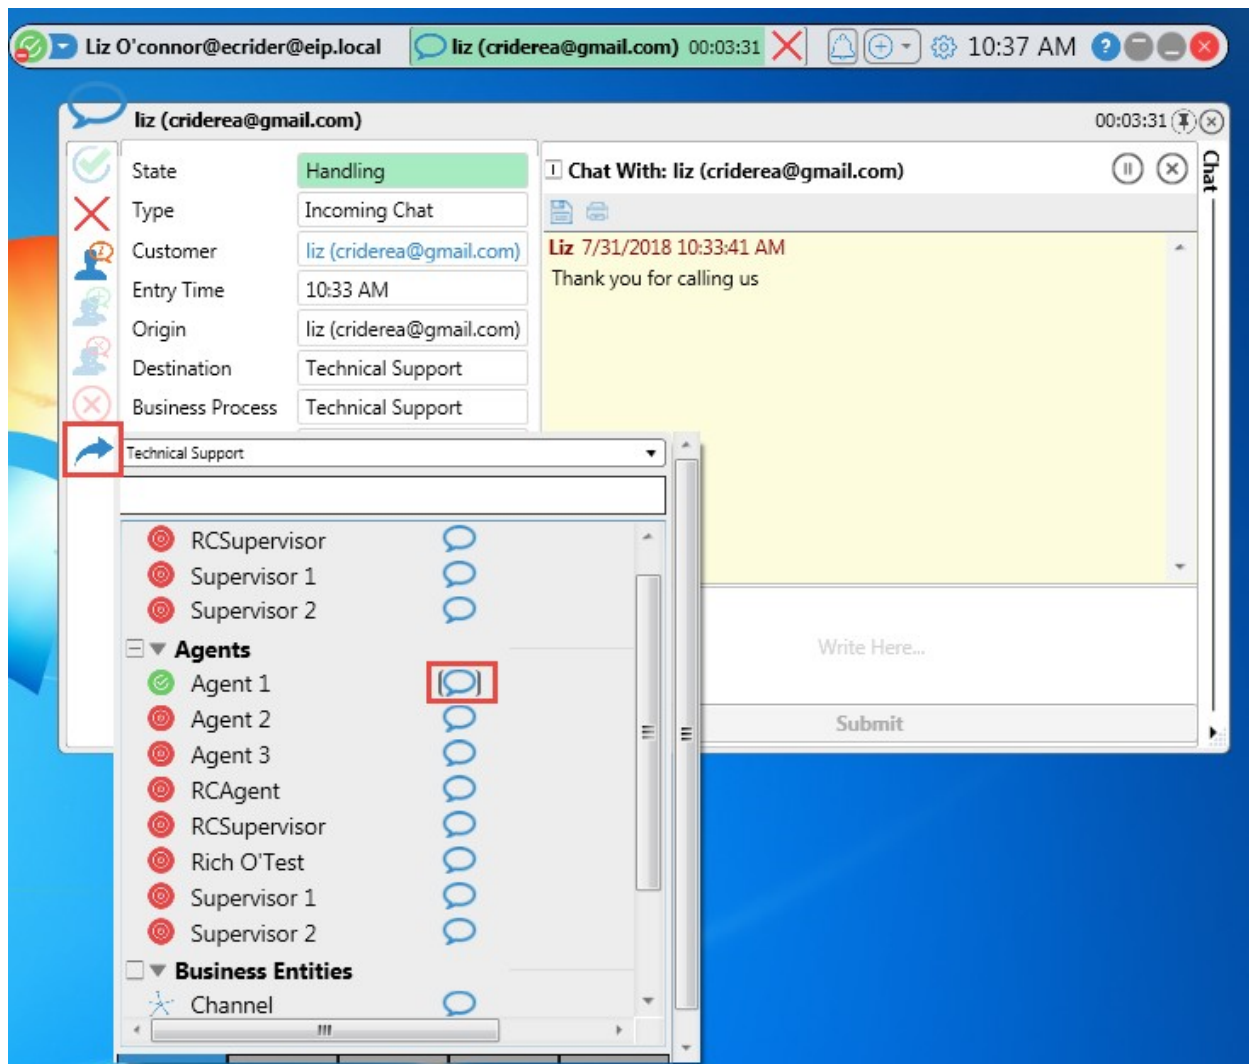 Liz O'connor@ecrider@eip.local liz (criderea@gmail.com) 00:03:31 10:37 AM
liz (criderea@gmail.com) 00:03:31
State Handling
Type Incoming Chat
Customer liz (criderea@gmail.com)
Entry Time 10:33 AM
Origin liz (criderea@gmail.com)
Destination Technical Support
Business Process Technical Support
Technical Support
RCSupervisor
Supervisor 1
Supervisor 2
Agents
Agent 1
Agent 2
Agent 3
RCAgent
RCSupervisor
Rich O'Test
Supervisor 1
Supervisor 2
Business Entities
Channel
Chat With: liz (criderea@gmail.com)
Liz 7/31/2018 10:33:41 AM
Thank you for calling us
Write Here...
Submit
Chat